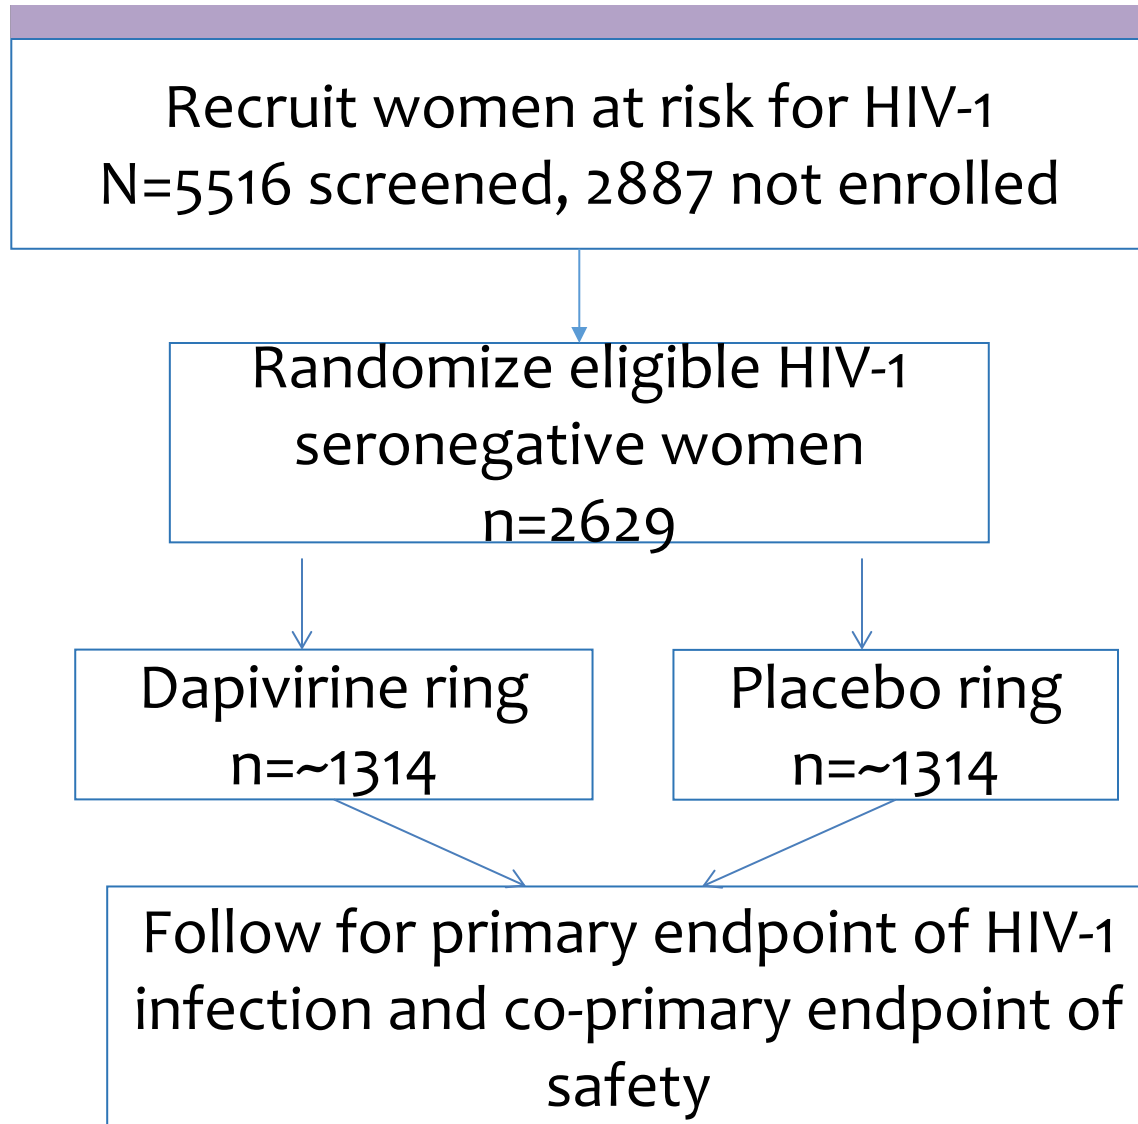 Recruit women at risk for HIV-1
N=5516 screened, 2887 not enrolled
Randomize eligible HIV-1
seronegative women
n=2629
Dapivirine ring
n=~1314
Placebo ring
n=~1314
Follow for primary endpoint of HIV-1
infection and co-primary endpoint of
safety